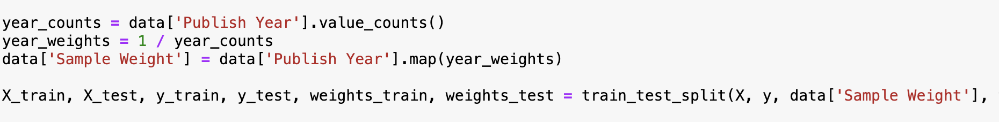 year_counts = data['Publish Year'].value_counts()
year_weights = 1 / year_counts
data['Sample Weight'] = data['Publish Year'].map(year_weights)
X_train, X_test, y_train, y_test, weights_train, weights_test = train_test_split(X, y, data['Sample Weight'],